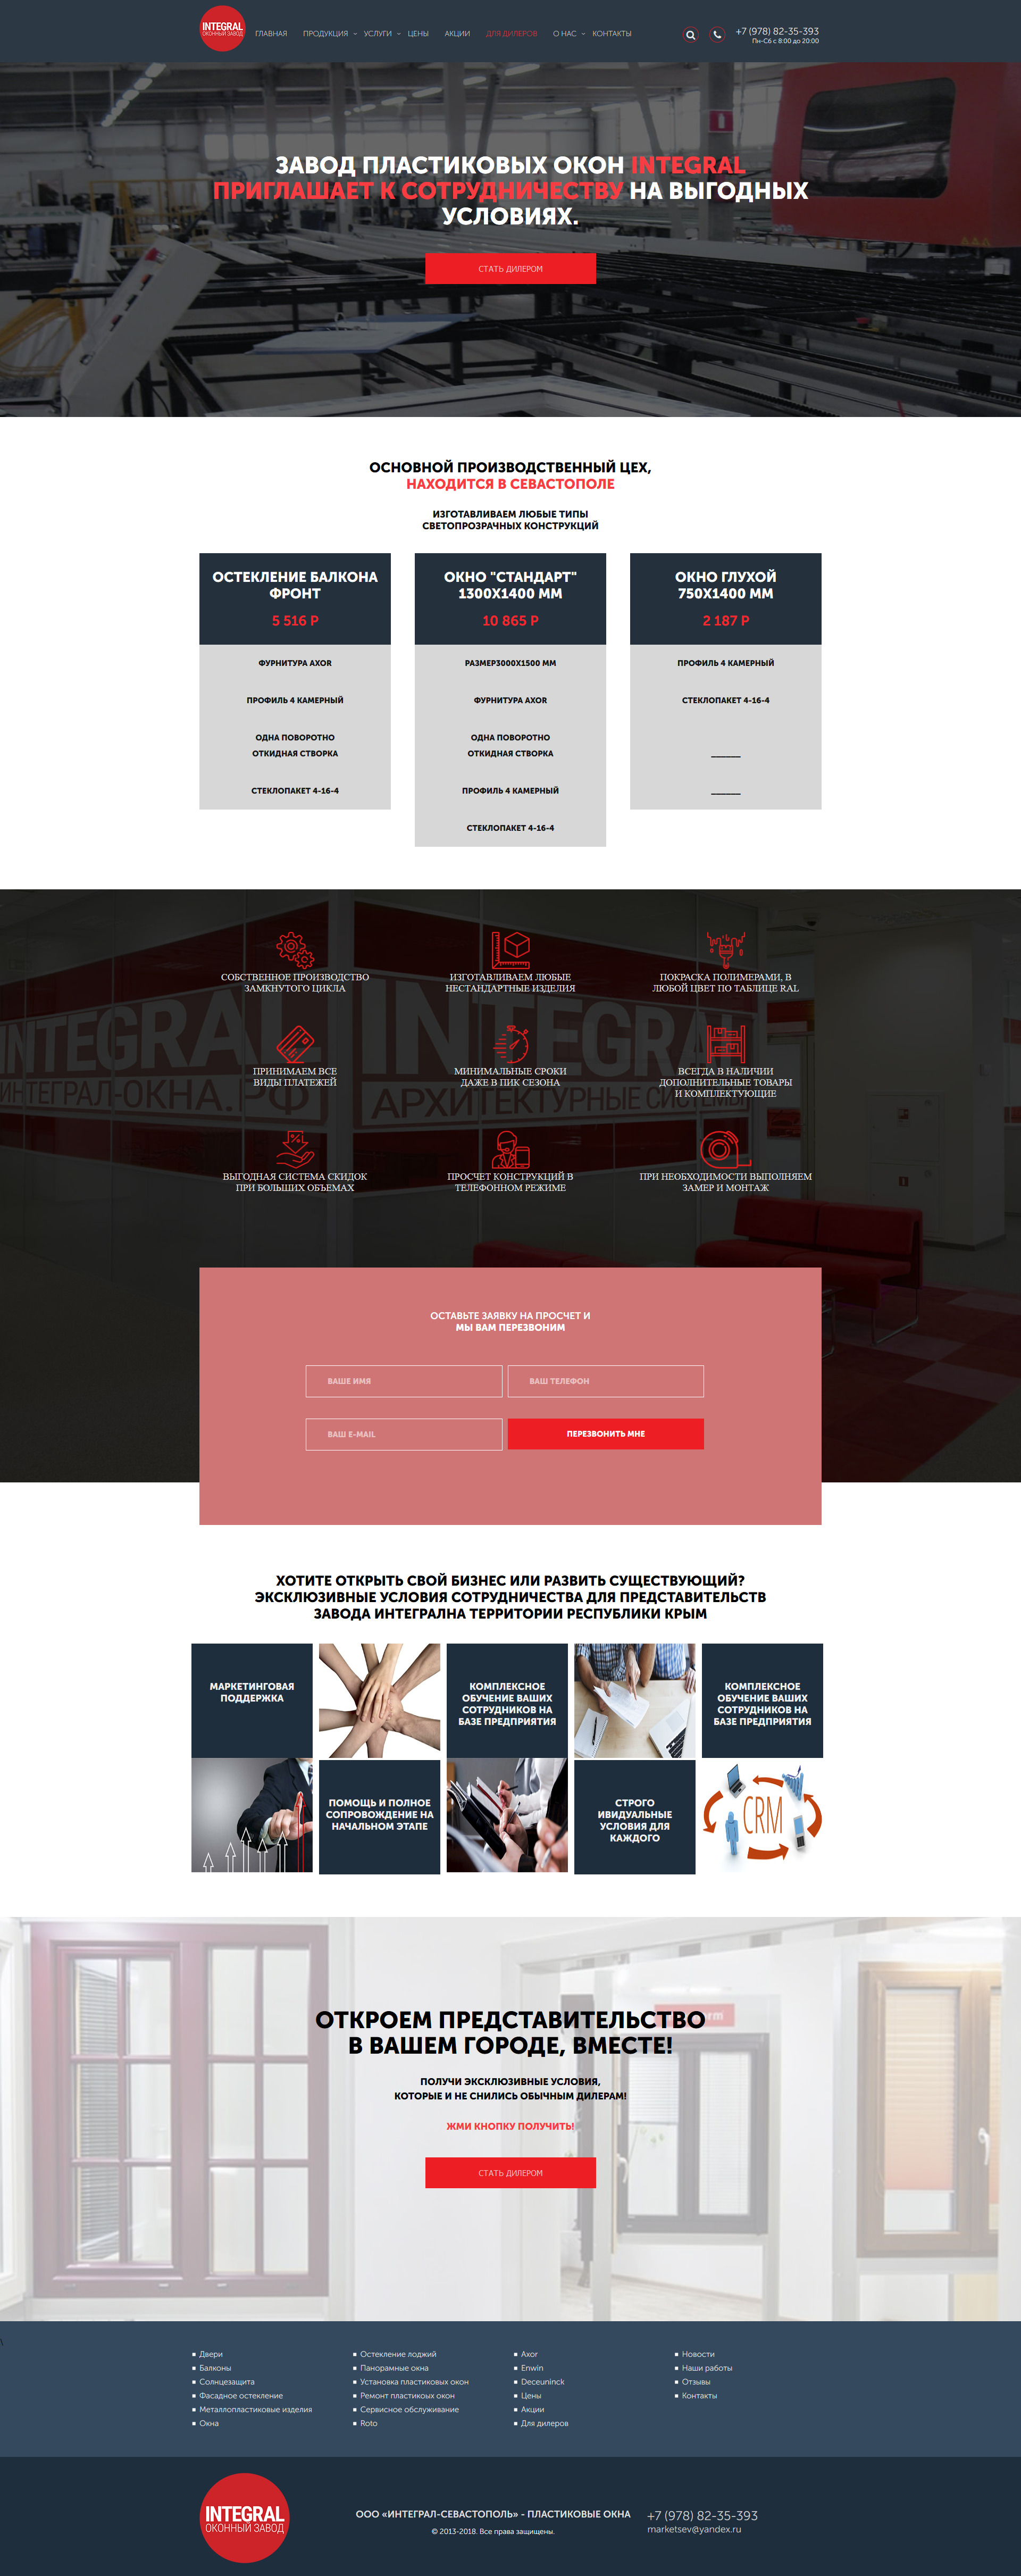 INTEGRAL
ОКОННЫЙ ЗАВОД
ГЛАВНАЯ ПРОДУКЦИЯ УСЛУГИ ЦЕНЫ АКЦИИ ДЛЯ ДИЛЕРОВ О НАС КОНТАКТЫ
+7 (978) 82-35-393
Пн-Сб с 8:00 до 20:00
ЗАВОД ПЛАСТИКОВЫХ ОКОН INTEGRAL
ПРИГЛАШАЕТ К СОТРУДНИЧЕСТВУ НА ВЫГОДНЫХ
УСЛОВИЯХ.
СТАТЬ ДИЛЕРОМ
ОСНОВНОЙ ПРОИЗВОДСТВЕННЫЙ ЦЕХ,
НАХОДИТСЯ В СЕВАСТОПОЛЕ
ИЗГОТАВЛИВАЕМ ЛЮБЫЕ ТИПЫ
СВЕТОПРОЗРАЧНЫХ КОНСТРУКЦИЙ
ОСТЕКЛЕНИЕ БАЛКОНА
ФРОНТ
5 516 Р
ФУРНИТУРА AXOR
ПРОФИЛЬ 4 КАМЕРНЫЙ
ОДНА ПОВОРОТНО
ОТКИДНАЯ СТВОРКА
СТЕКЛОПАКЕТ 4-16-4
ОКНО "СТАНДАРТ"
1300Х1400 ММ
10 865 Р
РАЗМЕР3000Х1500 ММ
ФУРНИТУРА AXOR
ОДНА ПОВОРОТНО
ОТКИДНАЯ СТВОРКА
ПРОФИЛЬ 4 КАМЕРНЫЙ
СТЕКЛОПАКЕТ 4-16-4
ОКНО ГЛУХОЙ
750Х1400 ММ
2 187 Р
ПРОФИЛЬ 4 КАМЕРНЫЙ
СТЕКЛОПАКЕТ 4-16-4
______
______
СОБСТВЕННОЕ ПРОИЗВОДСТВО
ЗАМКНУТОГО ЦИКЛА
ИЗГОТАВЛИВАЕМ ЛЮБЫЕ
НЕСТАНДАРТНЫЕ ИЗДЕЛИЯ
ПОКРАСКА ПОЛИМЕРАМИ, В
ЛЮБОЙ ЦВЕТ ПО ТАБЛИЦЕ RAL
ПРИНИМАЕМ ВСЕ
ВИДЫ ПЛАТЕЖЕЙ
МИНИМАЛЬНЫЕ СРОКИ
ДАЖЕ В ПИК СЕЗОНА
ВСЕГДА В НАЛИЧИИ
ДОПОЛНИТЕЛЬНЫЕ ТОВАРЫ
И КОМПЛЕКТУЮЩИЕ
ВЫГОДНАЯ СИСТЕМА СКИДОК
ПРИ БОЛЬШИХ ОБЪЕМАХ
ПРОСЧЕТ КОНСТРУКЦИЙ В
ТЕЛЕФОННОМ РЕЖИМЕ
ПРИ НЕОБХОДИМОСТИ ВЫПОЛНЯЕМ
ЗАМЕР И МОНТАЖ
INTEGRAL
АРХИТЕКТУРНЫЕ СИСТЕМЫ
ОСТАВЬТЕ ЗАЯВКУ НА ПРОСЧЕТ И
МЫ ВАМ ПЕРЕЗВОНИМ
ВАШЕ ИМЯ
ВАШ ТЕЛЕФОН
ВАШ E-MAIL
ПЕРЕЗВОНИТЬ МНЕ
ХОТИТЕ ОТКРЫТЬ СВОЙ БИЗНЕС ИЛИ РАЗВИТЬ СУЩЕСТВУЮЩИЙ?
ЭКСКЛЮЗИВНЫЕ УСЛОВИЯ СОТРУДНИЧЕСТВА ДЛЯ ПРЕДСТАВИТЕЛЬСТВ
ЗАВОДА ИНТЕГРАЛНА ТЕРРИТОРИИ РЕСПУБЛИКИ КРЫМ
МАРКЕТИНГОВАЯ
ПОДДЕРЖКА
КОМПЛЕКСНОЕ
ОБУЧЕНИЕ ВАШИХ
СОТРУДНИКОВ НА
БАЗЕ ПРЕДПРИЯТИЯ
КОМПЛЕКСНОЕ
ОБУЧЕНИЕ ВАШИХ
СОТРУДНИКОВ НА
БАЗЕ ПРЕДПРИЯТИЯ
ПОМОЩЬ И ПОЛНОЕ
СОПРОВОЖДЕНИЕ НА
НАЧАЛЬНОМ ЭТАПЕ
СТРОГО
ИВИДУАЛЬНЫЕ
УСЛОВИЯ ДЛЯ
КАЖДОГО
CRM
ОТКРОЕМ ПРЕДСТАВИТЕЛЬСТВО
В ВАШЕМ ГОРОДЕ, ВМЕСТЕ!
ПОЛУЧИ ЭКСКЛЮЗИВНЫЕ УСЛОВИЯ,
КОТОРЫЕ И НЕ СНИЛИСЬ ОБЫЧНЫМ ДИЛЕРАМ!
ЖМИ КНОПКУ ПОЛУЧИТЬ!
СТАТЬ ДИЛЕРОМ
Двери
Балконы
Солнцезащита
Фасадное остекление
Металлопластиковые изделия
Окна
Остекление лоджий
Панорамные окна
Установка пластиковых окон
Ремонт пластикоых окон
Сервисное обслуживание
Roto
Axor
Enwin
Deceuninck
Цены
Акции
Для дилеров
Новости
Наши работы
Отзывы
Контакты
INTEGRAL
ОКОННЫЙ ЗАВОД
ООО «ИНТЕГРАЛ-СЕВАСТОПОЛЬ» - ПЛАСТИКОВЫЕ ОКНА
© 2013-2018. Все права защищены.
+7 (978) 82-35-393
marketsev@yandex.ru